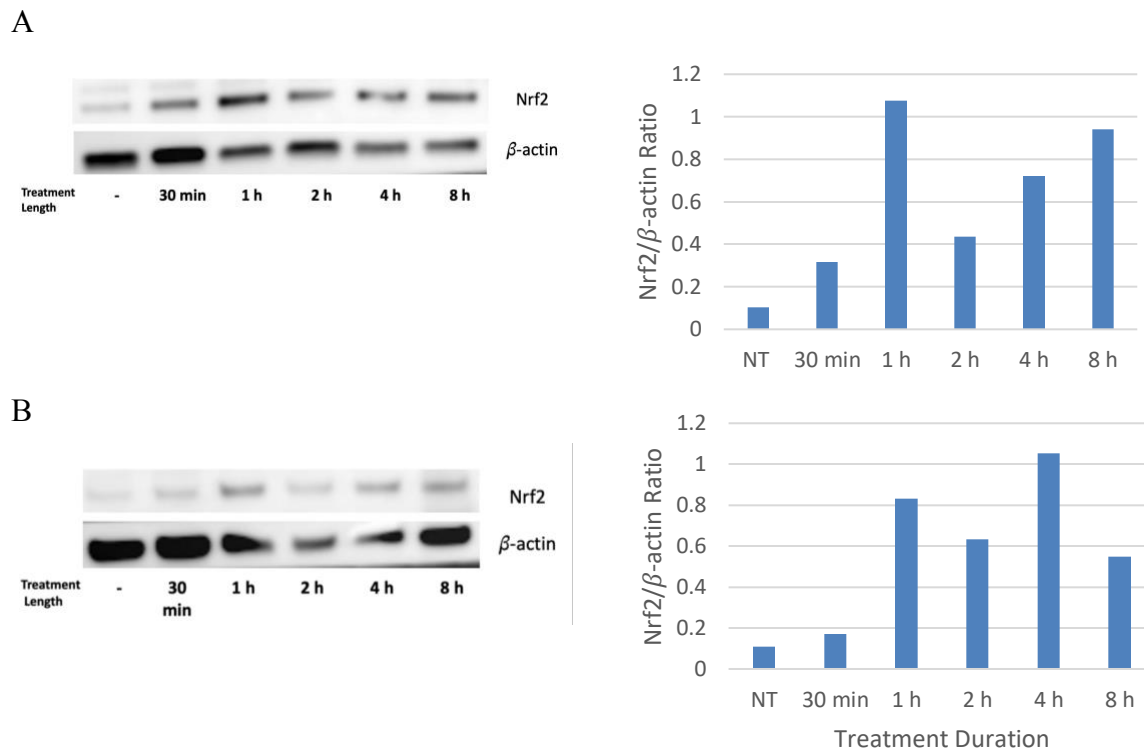 A
Nrf2
β-actin
Treatment
Length
- 30 min 1 h 2 h 4 h 8 h
Nrf2/β-actin Ratio
1.2
1
0.8
0.6
0.4
0.2
0
NT 30 min 1 h 2 h 4 h 8 h
B
Nrf2
β-actin
Treatment
Length
- 30 1 h 2 h 4 h 8 h
min
Nrf2/β-actin Ratio
1.2
1
0.8
0.6
0.4
0.2
0
NT 30 min 1 h 2 h 4 h 8 h
Treatment Duration